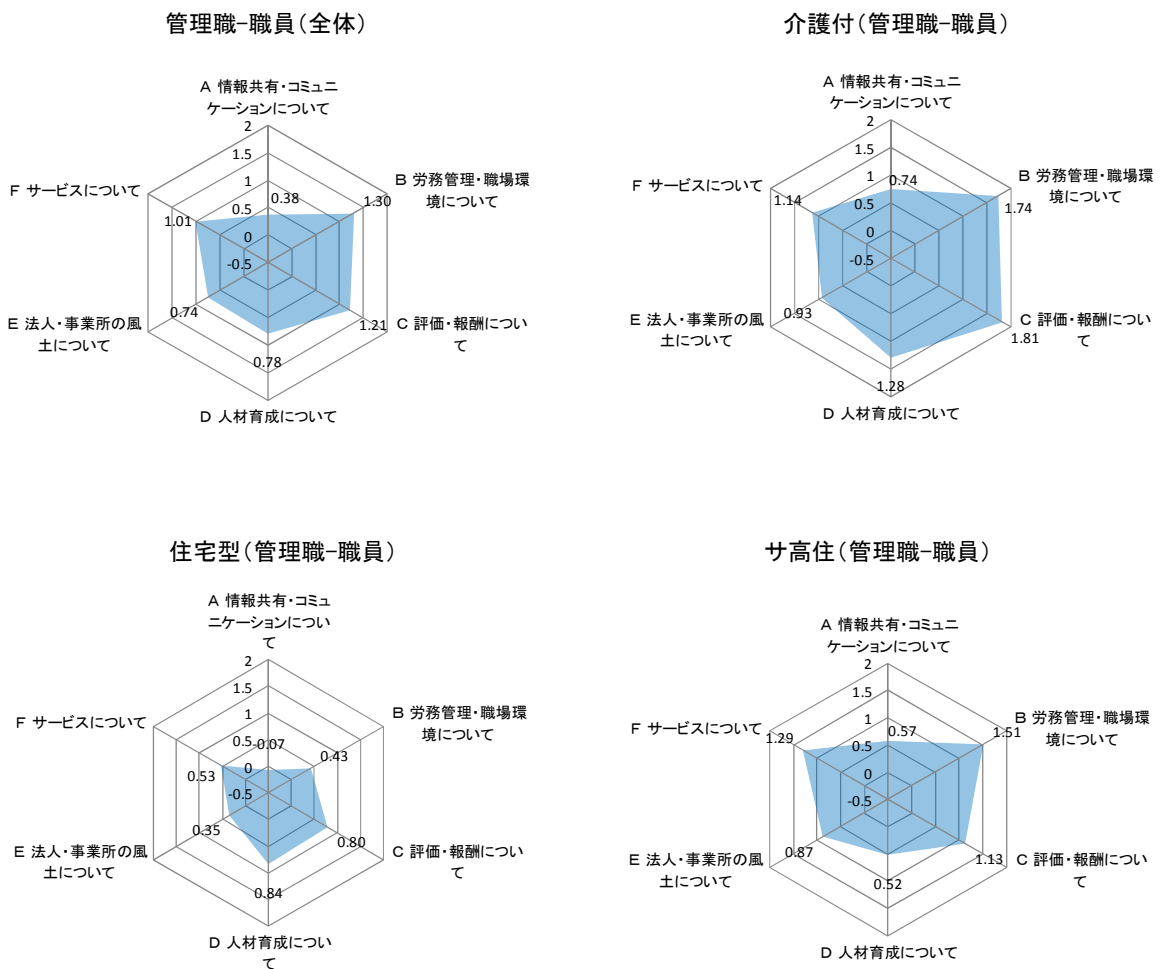 管理職-職員（全体）
A 情報共有・コミュニ
ケーションについて
2
1.5
1
0.5
0
-0.5
0.38
B 労務管理・職場環
境について
1.30
C 評価・報酬につい
て
1.21
D 人材育成について
0.78
E 法人・事業所の風
土について
0.74
F サービスについて
1.01
介護付（管理職-職員）
A 情報共有・コミュニ
ケーションについて
2
1.5
1
0.5
0
-0.5
0.74
B 労務管理・職場環
境について
1.74
C 評価・報酬につい
て
1.81
D 人材育成について
1.28
E 法人・事業所の風
土について
0.93
F サービスについて
1.14
住宅型（管理職-職員）
A 情報共有・コミュ
ニケーションについ
て
2
1.5
1
0.5
0
-0.5
-0.07
B 労務管理・職場環
境について
0.43
C 評価・報酬につい
て
0.80
D 人材育成につい
て
0.84
E 法人・事業所の風
土について
0.35
F サービスについて
0.53
サ高住（管理職-職員）
A 情報共有・コミュニ
ケーションについて
2
1.5
1
0.5
0
-0.5
0.57
B 労務管理・職場環
境について
1.51
C 評価・報酬につい
て
1.13
D 人材育成について
0.52
E 法人・事業所の風
土について
0.87
F サービスについて
1.29